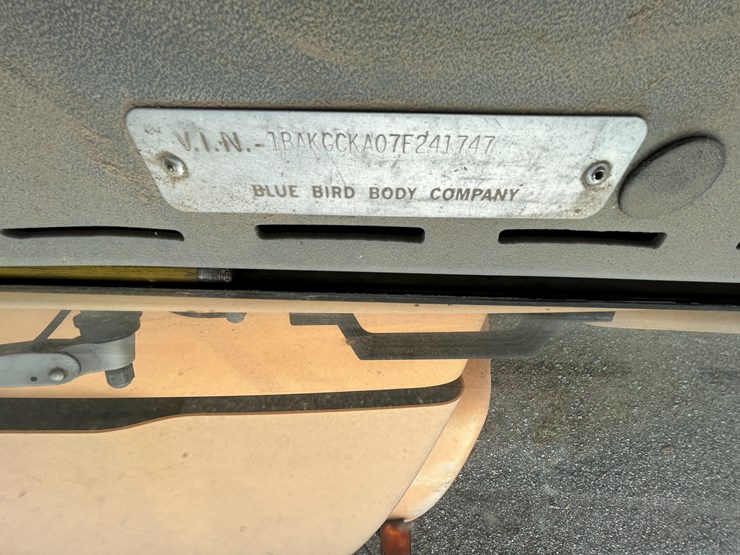 V.I.N.-1BAKGCKA07F241747
BLUE BIRD BODY COMPANY